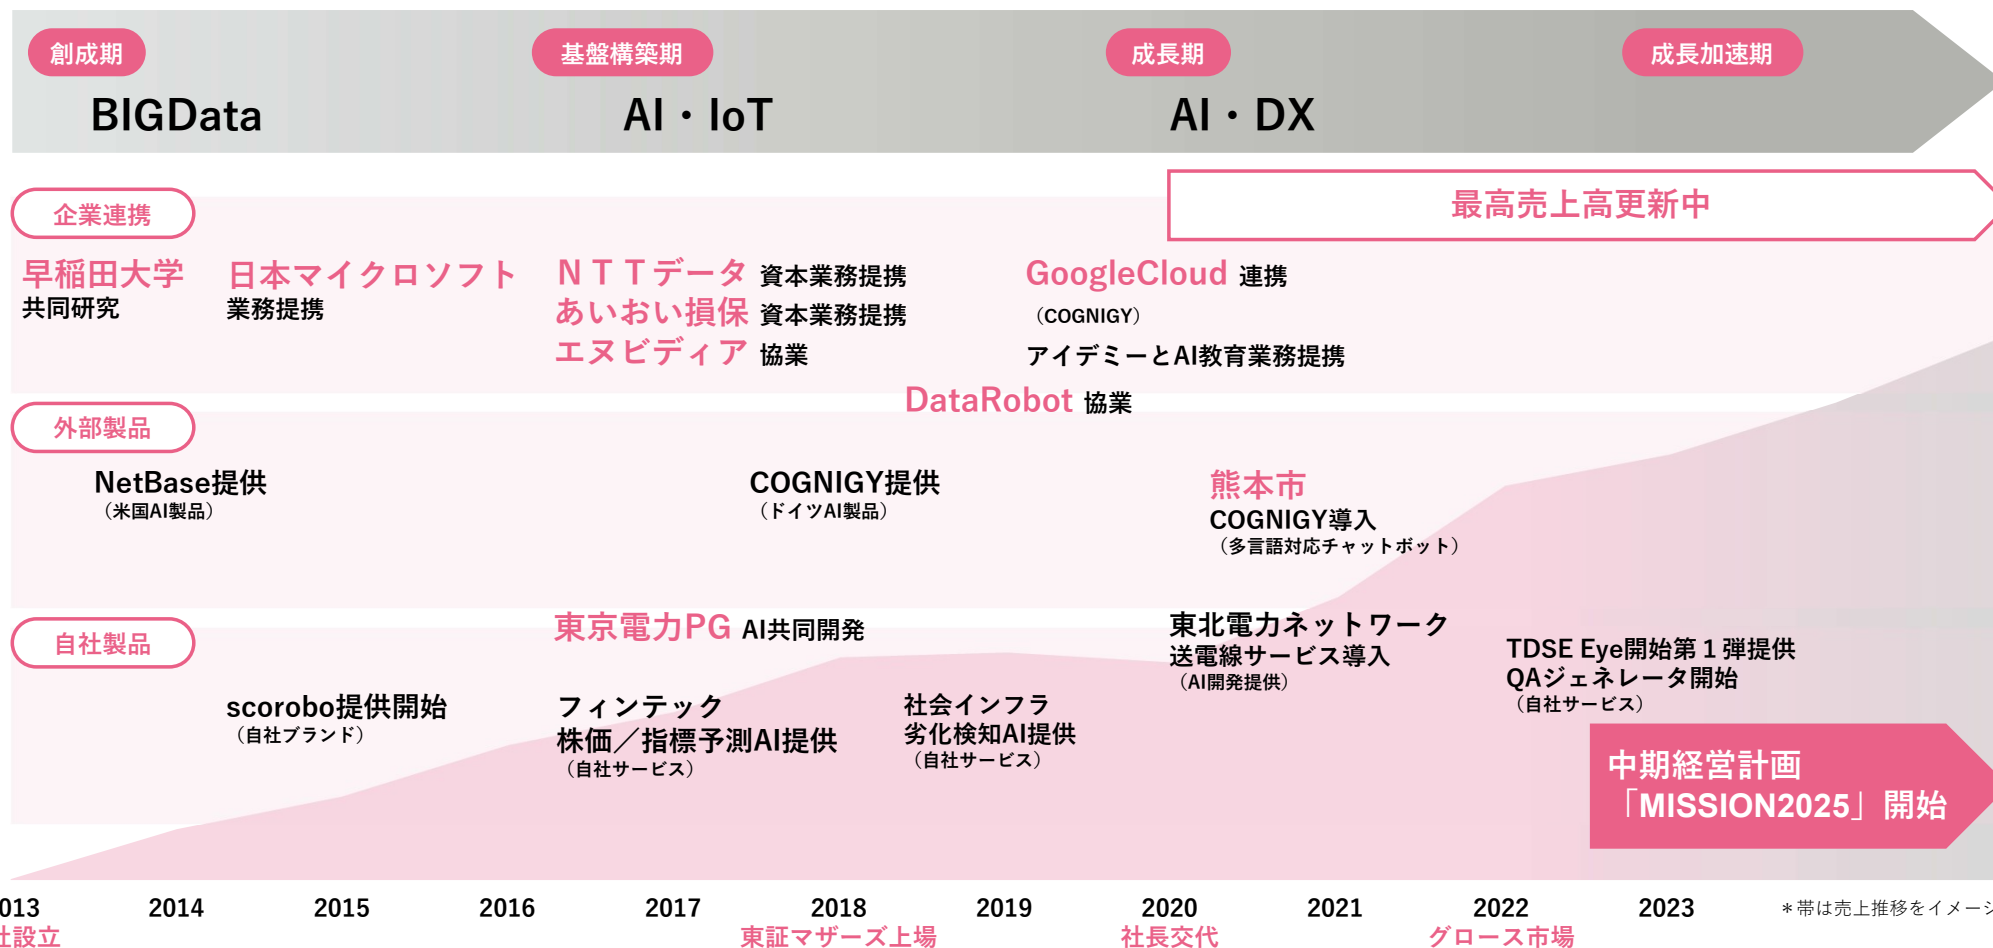 創成期
基盤構築期
成長期
成長加速期
BIGData
AI・IoT
AI・DX
最高売上高更新中
企業連携
早稲田大学
共同研究
日本マイクロソフト
業務提携
ＮＴＴデータ 資本業務提携
あいおい損保 資本業務提携
エヌビディア 協業
GoogleCloud 連携
（COGNIGY）
アイデミーとAI教育業務提携
DataRobot 協業
外部製品
NetBase提供
（米国AI製品）
COGNIGY提供
（ドイツAI製品）
熊本市
COGNIGY導入
（多言語対応チャットボット）
自社製品
東京電力PG AI共同開発
scorobo提供開始
（自社ブランド）
フィンテック
株価／指標予測AI提供
（自社サービス）
社会インフラ
劣化検知AI提供
（自社サービス）
東北電力ネットワーク
送電線サービス導入
（AI開発提供）
TDSE Eye開始第１弾提供
QAジェネレータ開始
（自社サービス）
中期経営計画
「MISSION2025」開始
013 2014 2015 2016 2017 2018 2019 2020 2021 2022 2023
＊帯は売上推移をイメージ
社設立 東証マザーズ上場 社長交代 グロース市場